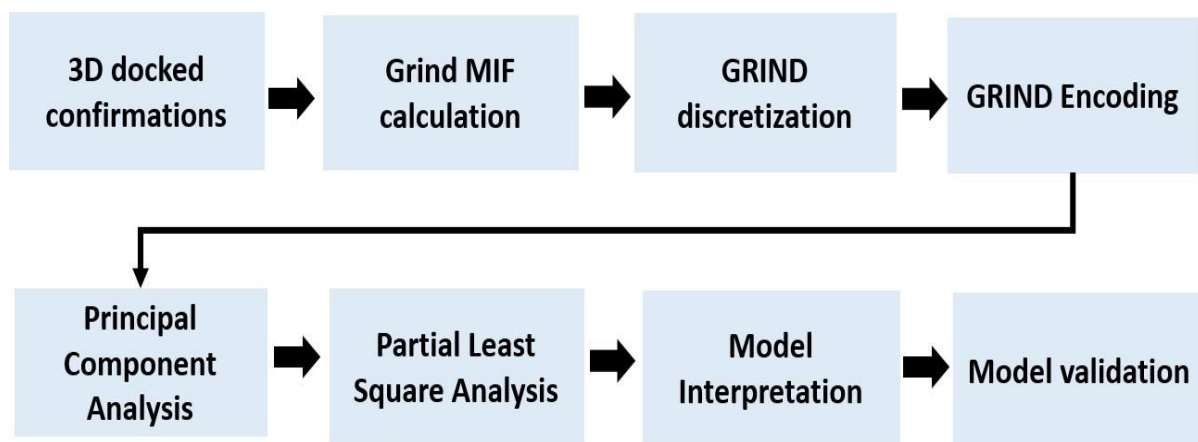 3D docked
confirmations
Grind MIF
calculation
GRIND
discretization
GRIND Encoding
Principal
Component
Analysis
Partial Least
Square Analysis
Model
Interpretation
Model validation